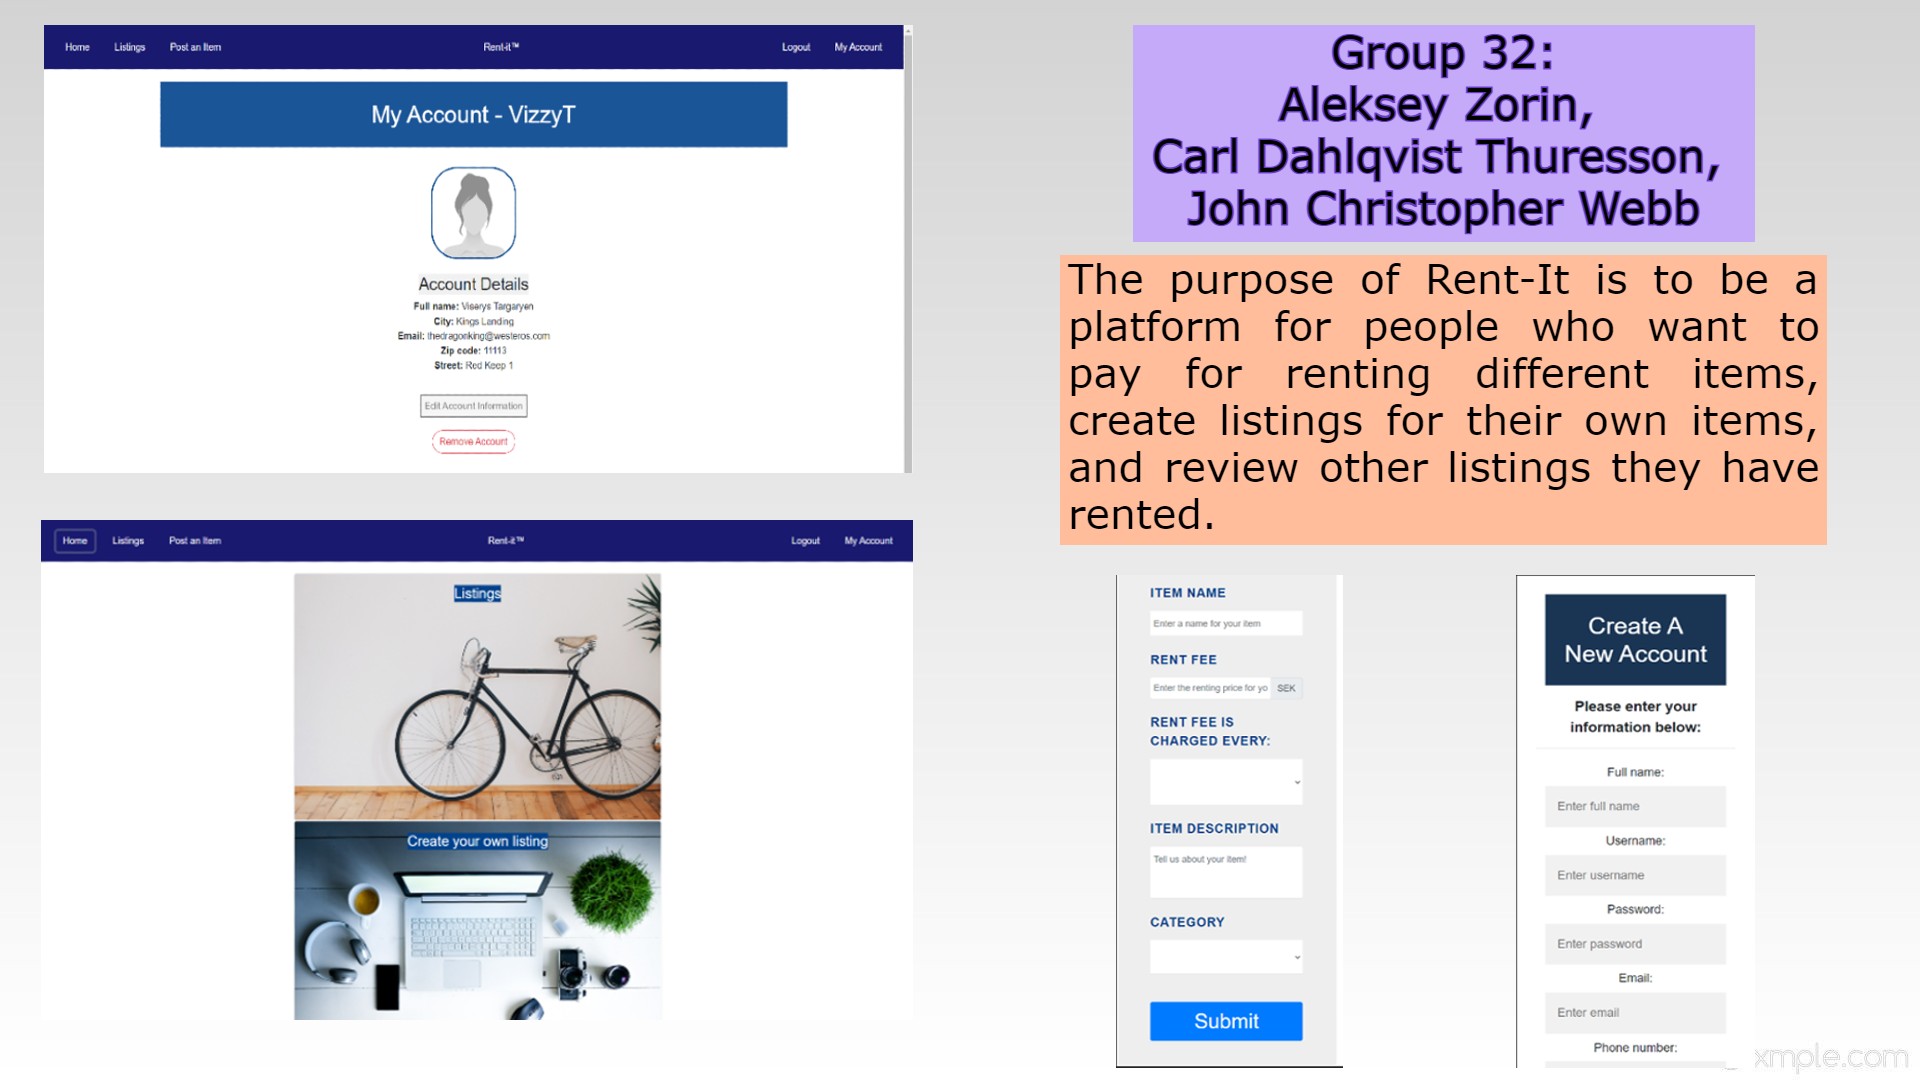 Home Listings Post an Item Rent-it™ Logout My Account
My Account - VizzyT
Account Details
Full name: Viserys Targaryen
City: Kings Landing
Email: thedragonking@westeros.com
Zip code: 11113
Street: Red Keep 1
Edit Account Information
Remove Account
Home Listings Post an Item Rent-it™ Logout My Account
Listings
Create your own listing
Group 32:
Aleksey Zorin,
Carl Dahlqvist Thuresson,
John Christopher Webb
The purpose of Rent-It is to be a
platform for people who want to
pay for renting different items,
create listings for their own items,
and review other listings they have
rented.
ITEM NAME
Enter a name for your item
RENT FEE
Enter the renting price for yo SEK
RENT FEE IS
CHARGED EVERY:
ITEM DESCRIPTION
Tell us about your item!
CATEGORY
Submit
Create A
New Account
Please enter your
information below:
Full name:
Enter full name
Username:
Enter username
Password:
Enter password
Email:
Enter email
Phone number:
xmple.com